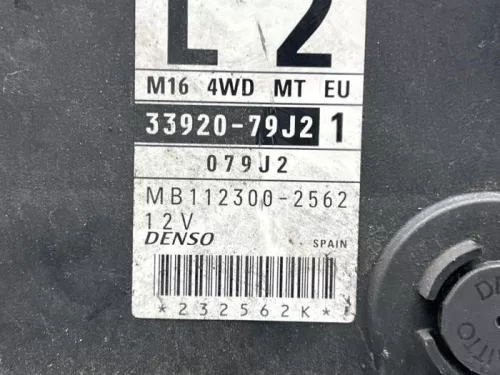 L 2
M16 4WD MT EU
33920-79J2 1
079J2
MB112300-2562
12V
DENSO SPAIN
*232562K*